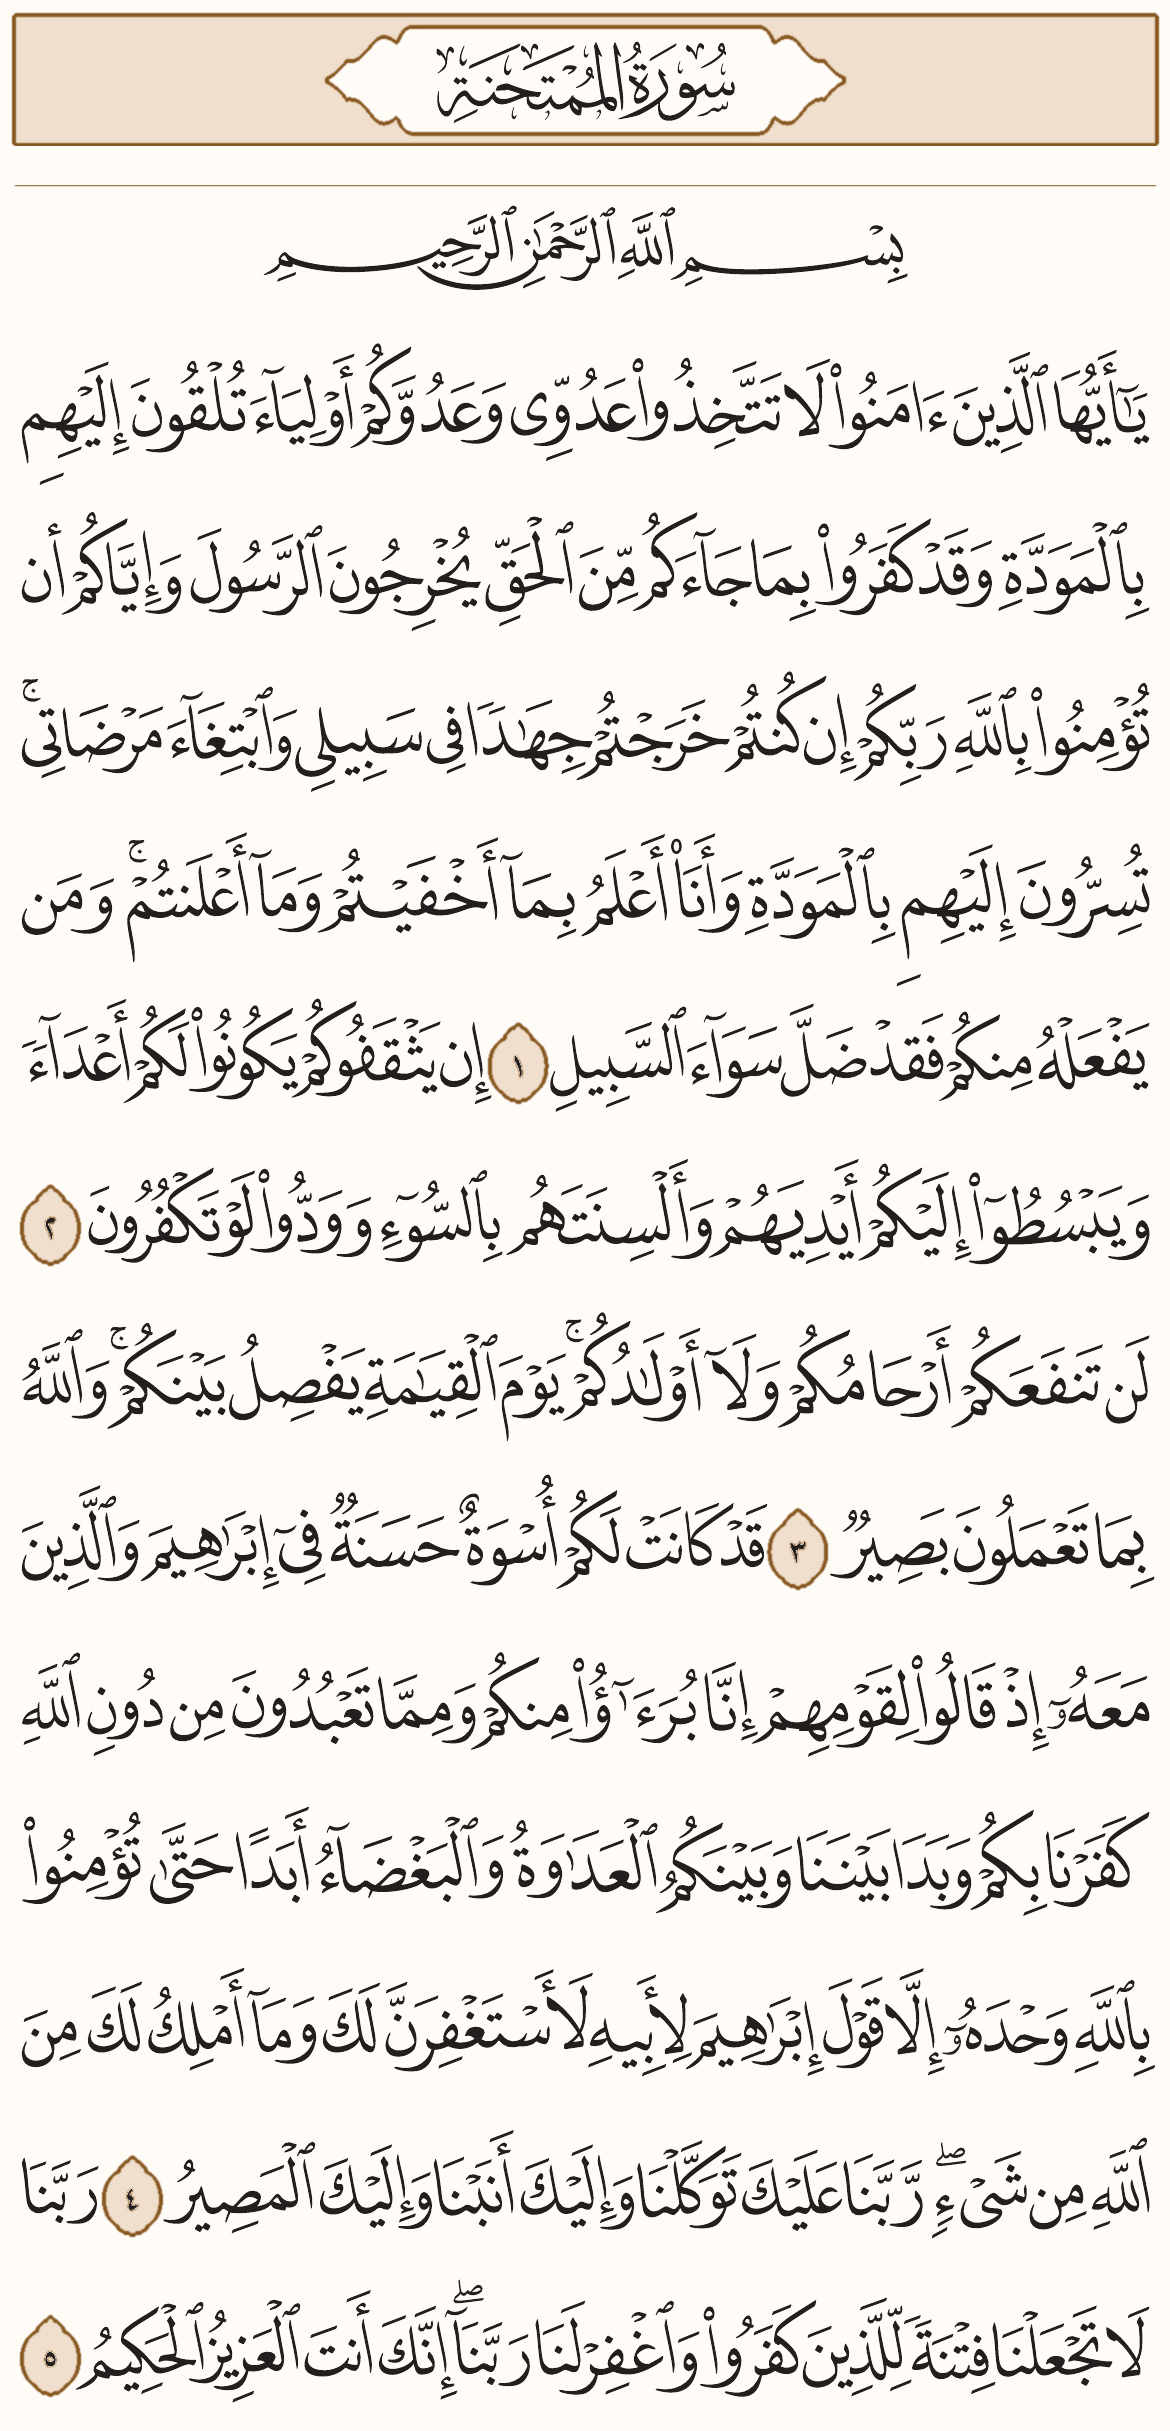 سُورَةُ المُمْتَحَنَةِ
بِسْمِ ٱللَّهِ ٱلرَّحْمَٰنِ ٱلرَّحِيمِ
يَٰٓأَيُّهَا ٱلَّذِينَ ءَامَنُوا۟ لَا تَتَّخِذُوا۟ عَدُوِّى وَعَدُوَّكُمْ أَوْلِيَآءَ تُلْقُونَ إِلَيْهِم
بِٱلْمَوَدَّةِ وَقَدْ كَفَرُوا۟ بِمَا جَآءَكُم مِّنَ ٱلْحَقِّ يُخْرِجُونَ ٱلرَّسُولَ وَإِيَّاكُمْ أَن
تُؤْمِنُوا۟ بِٱللَّهِ رَبِّكُمْ إِن كُنتُمْ خَرَجْتُمْ جِهَٰدًا فِى سَبِيلِى وَٱبْتِغَآءَ مَرْضَاتِى ۚ
تُسِرُّونَ إِلَيْهِم بِٱلْمَوَدَّةِ وَأَنَا۠ أَعْلَمُ بِمَآ أَخْفَيْتُمْ وَمَآ أَعْلَنتُمْ ۚ وَمَن
يَفْعَلْهُ مِنكُمْ فَقَدْ ضَلَّ سَوَآءَ ٱلسَّبِيلِ ١ إِن يَثْقَفُوكُمْ يَكُونُوا۟ لَكُمْ أَعْدَآءً
وَيَبْسُطُوٓا۟ إِلَيْكُمْ أَيْدِيَهُمْ وَأَلْسِنَتَهُم بِٱلسُّوٓءِ وَوَدُّوا۟ لَوْ تَكْفُرُونَ ٢
لَن تَنفَعَكُمْ أَرْحَامُكُمْ وَلَآ أَوْلَٰدُكُمْ ۚ يَوْمَ ٱلْقِيَٰمَةِ يَفْصِلُ بَيْنَكُمْ ۚ وَٱللَّهُ
بِمَا تَعْمَلُونَ بَصِيرٌ ٣ قَدْ كَانَتْ لَكُمْ أُسْوَةٌ حَسَنَةٌ فِىٓ إِبْرَٰهِيمَ وَٱلَّذِينَ
مَعَهُۥٓ إِذْ قَالُوا۟ لِقَوْمِهِمْ إِنَّا بُرَءَٰٓؤُا۟ مِنكُمْ وَمِمَّا تَعْبُدُونَ مِن دُونِ ٱللَّهِ
كَفَرْنَا بِكُمْ وَبَدَا بَيْنَنَا وَبَيْنَكُمُ ٱلْعَدَٰوَةُ وَٱلْبَغْضَآءُ أَبَدًا حَتَّىٰ تُؤْمِنُوا۟
بِٱللَّهِ وَحْدَهُۥٓ إِلَّا قَوْلَ إِبْرَٰهِيمَ لِأَبِيهِ لَأَسْتَغْفِرَنَّ لَكَ وَمَآ أَمْلِكُ لَكَ مِنَ
ٱللَّهِ مِن شَىْءٍ ۖ رَّبَّنَا عَلَيْكَ تَوَكَّلْنَا وَإِلَيْكَ أَنَبْنَا وَإِلَيْكَ ٱلْمَصِيرُ ٤ رَبَّنَا
لَا تَجْعَلْنَا فِتْنَةً لِّلَّذِينَ كَفَرُوا۟ وَٱغْفِرْ لَنَا رَبَّنَآ ۖ إِنَّكَ أَنتَ ٱلْعَزِيزُ ٱلْحَكِيمُ ٥